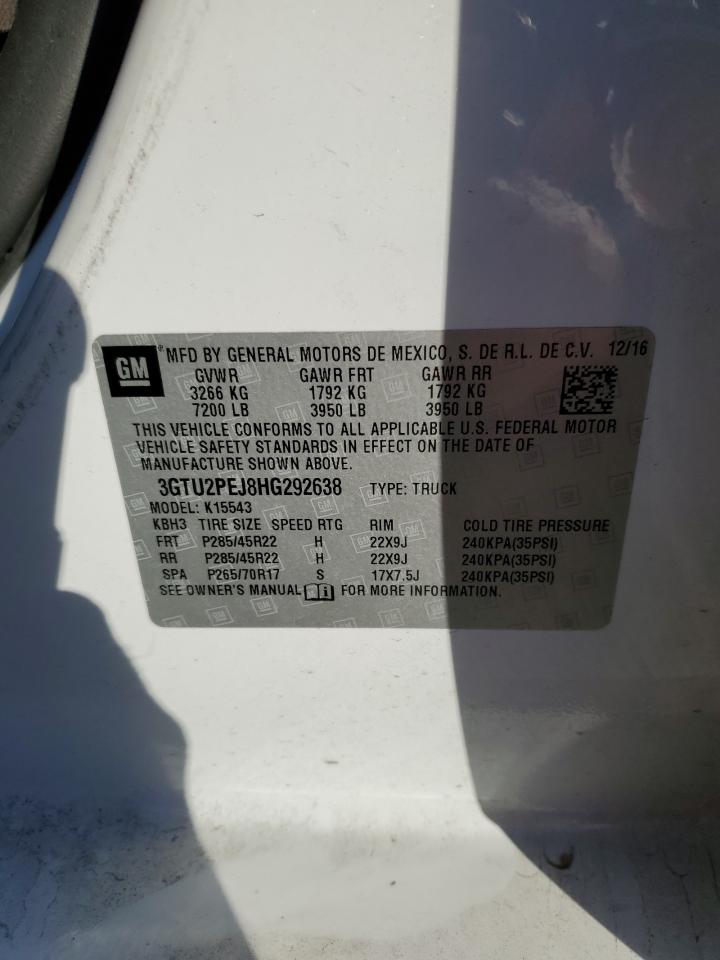 GM ® MFD BY GENERAL MOTORS DE MEXICO, S. DE R.L. DE C.V. 12/16
GVWR GAWR FRT GAWR RR
3266 KG 1792 KG 1792 KG
7200 LB 3950 LB 3950 LB
THIS VEHICLE CONFORMS TO ALL APPLICABLE U.S. FEDERAL MOTOR
VEHICLE SAFETY STANDARDS IN EFFECT ON THE DATE OF
MANUFACTURE SHOWN ABOVE.
3GTU2PEJ8HG292638 TYPE: TRUCK
MODEL: K15543
KBH3 TIRE SIZE SPEED RTG RIM COLD TIRE PRESSURE
FRT P285/45R22 H 22X9J 240KPA(35PSI)
RR P285/45R22 H 22X9J 240KPA(35PSI)
SPA P265/70R17 S 17X7.5J 240KPA(35PSI)
SEE OWNER'S MANUAL i FOR MORE INFORMATION.